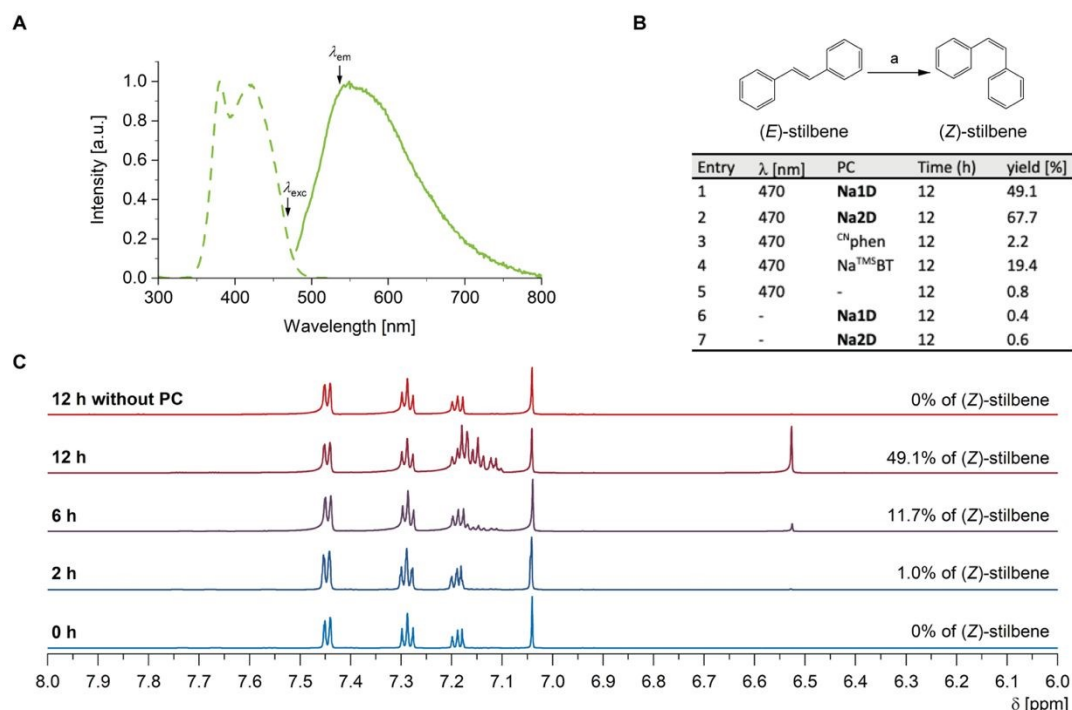 A
Intensity [a.u.]
1.0
0.8
0.6
0.4
0.2
0.0
λem
λexc
300 400 500 600 700 800
Wavelength [nm]
B
a
(E)-stilbene (Z)-stilbene
Entry λ [nm] PC Time (h) yield [%]
1 470 Na1D 12 49.1
2 470 Na2D 12 67.7
3 470 CNphen 12 2.2
4 470 NaTMSBT 12 19.4
5 470 - 12 0.8
6 - Na1D 12 0.4
7 - Na2D 12 0.6
C
12 h without PC 0% of (Z)-stilbene
12 h 49.1% of (Z)-stilbene
6 h 11.7% of (Z)-stilbene
2 h 1.0% of (Z)-stilbene
0 h 0% of (Z)-stilbene
8.0 7.9 7.8 7.7 7.6 7.5 7.4 7.3 7.2 7.1 7.0 6.9 6.8 6.7 6.6 6.5 6.4 6.3 6.2 6.1 6.0
δ [ppm]